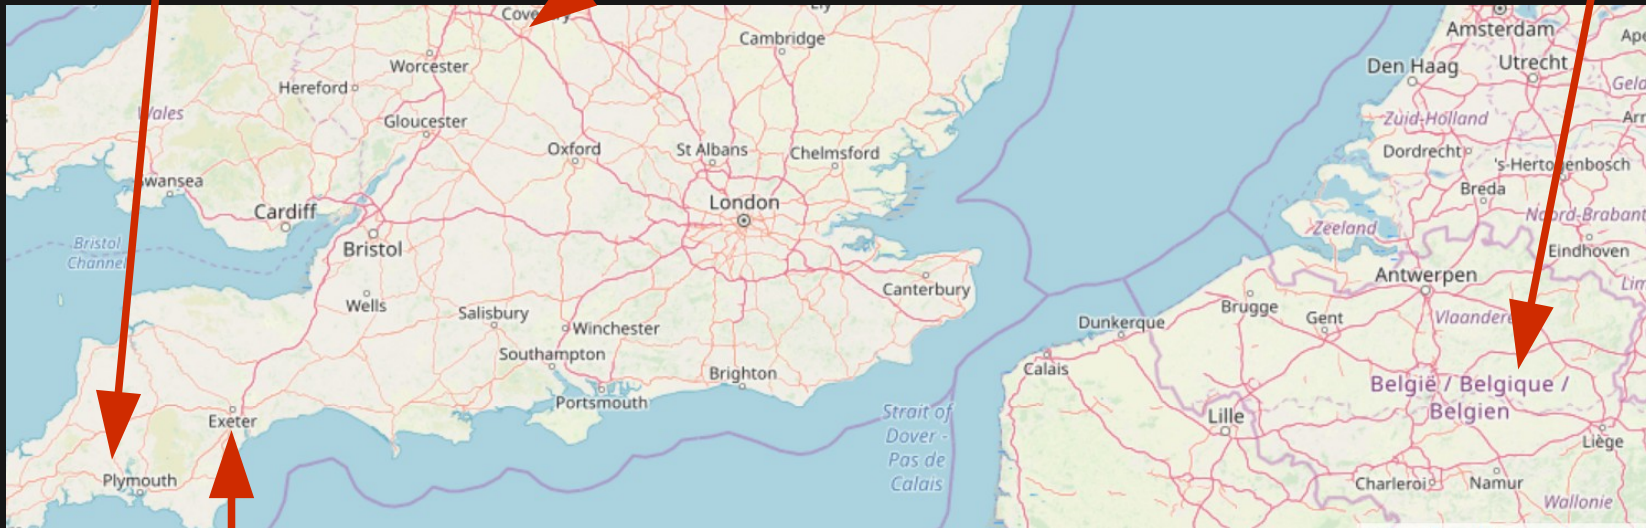 Amsterdam
Cambridge
Utrecht
Den Haag
Worcester
Hereford
Wales
Zuid-Holland
Gloucester
Oxford
St Albans
Chelmsford
Dordrecht
's-Hertogenbosch
Swansea
Breda
London
Cardiff
Noord-Brabant
Zeeland
Bristol
Channel
Bristol
Eindhoven
Antwerpen
Canterbury
Wells
Brugge
Salisbury
Gent
Dunkerque
Winchester
Southampton
Calais
Brighton
België / Belgique /
Belgien
Portsmouth
Strait of
Dover -
Pas de
Calais
Exeter
Lille
Liège
Plymouth
Charleroi
Namur
Wallonie